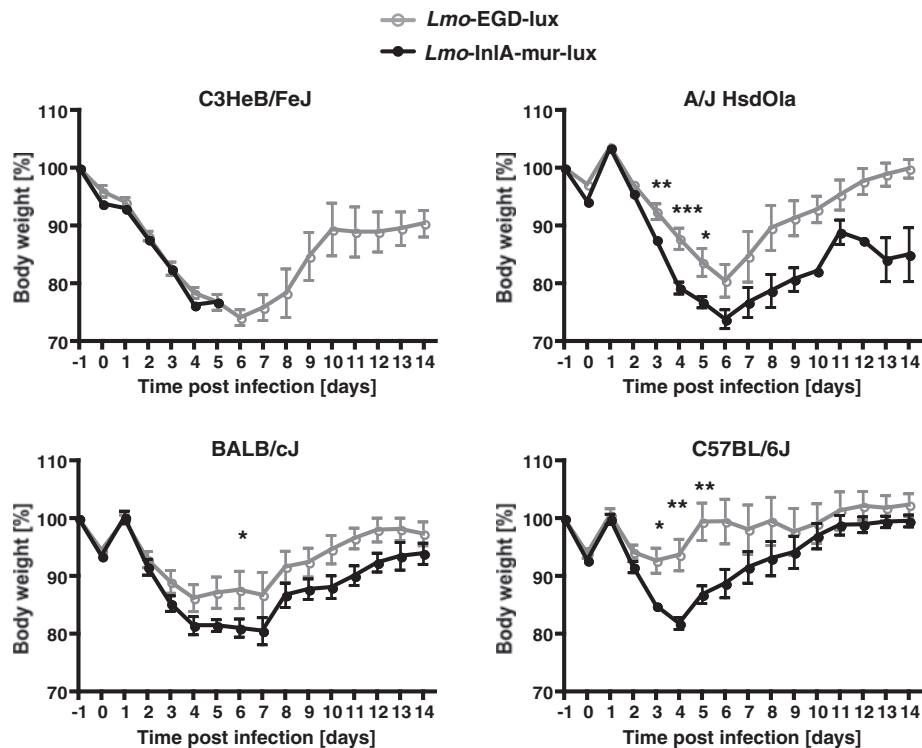 Lmo-EGD-lux
Lmo-InlA-mur-lux
C3HeB/FeJ
110
100
90
80
70
Body weight [%]
-1 0 1 2 3 4 5 6 7 8 9 10 11 12 13 14
Time post infection [days]
A/J HsdOla
110
100
90
80
70
Body weight [%]
** *** *
-1 0 1 2 3 4 5 6 7 8 9 10 11 12 13 14
Time post infection [days]
BALB/cJ
110
100
90
80
70
Body weight [%]
*
-1 0 1 2 3 4 5 6 7 8 9 10 11 12 13 14
Time post infection [days]
C57BL/6J
110
100
90
80
70
Body weight [%]
* ** **
-1 0 1 2 3 4 5 6 7 8 9 10 11 12 13 14
Time post infection [days]